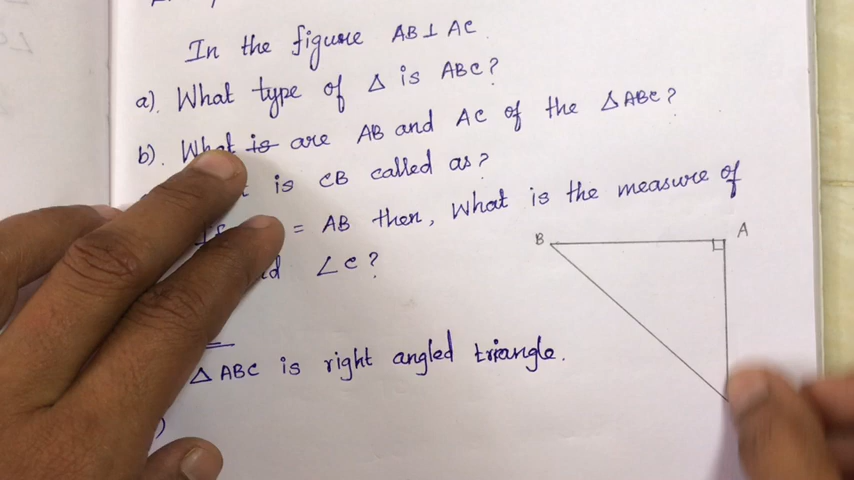 In the figure AB ⊥ AC.
a). What type of Δ is ABC?
b). What is are AB and AC of the ΔABC?
is CB called as?
= AB then, What is the measure of
∠C?
B A
Δ ABC is right angled triangle.
)